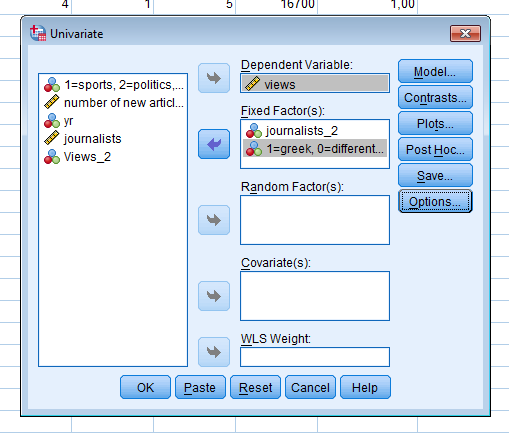 4 1 5 16700 1,00
Univariate
Dependent Variable:
views
1=sports, 2=politics,...
number of new articl...
yr
journalists
Views_2
Fixed Factor(s):
journalists_2
1=greek, 0=different...
Random Factor(s):
Covariate(s):
WLS Weight:
Model...
Contrasts...
Plots...
Post Hoc...
Save...
Options...
OK Paste Reset Cancel Help